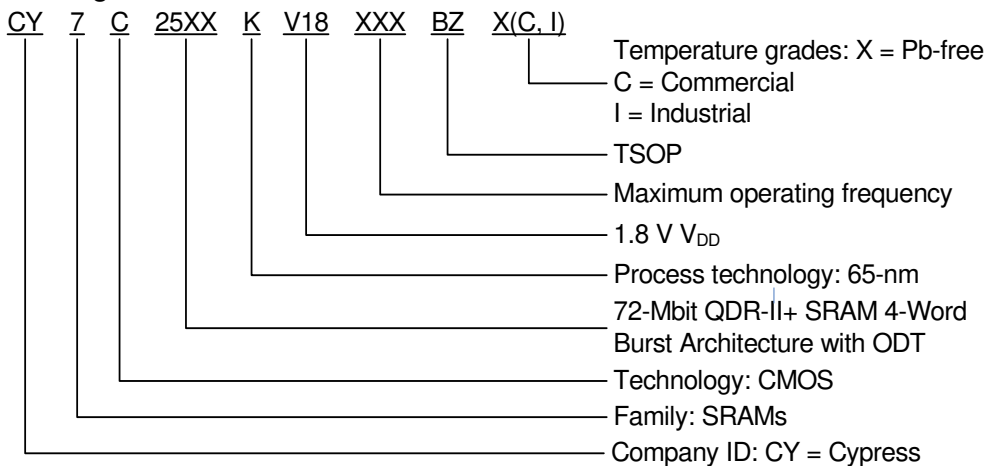 CY 7 C 25XX K V18 XXX BZ X(C, I)
Temperature grades: X = Pb-free
C = Commercial
I = Industrial
TSOP
Maximum operating frequency
1.8 V VDD
Process technology: 65-nm
72-Mbit QDR-II+ SRAM 4-Word
Burst Architecture with ODT
Technology: CMOS
Family: SRAMs
Company ID: CY = Cypress